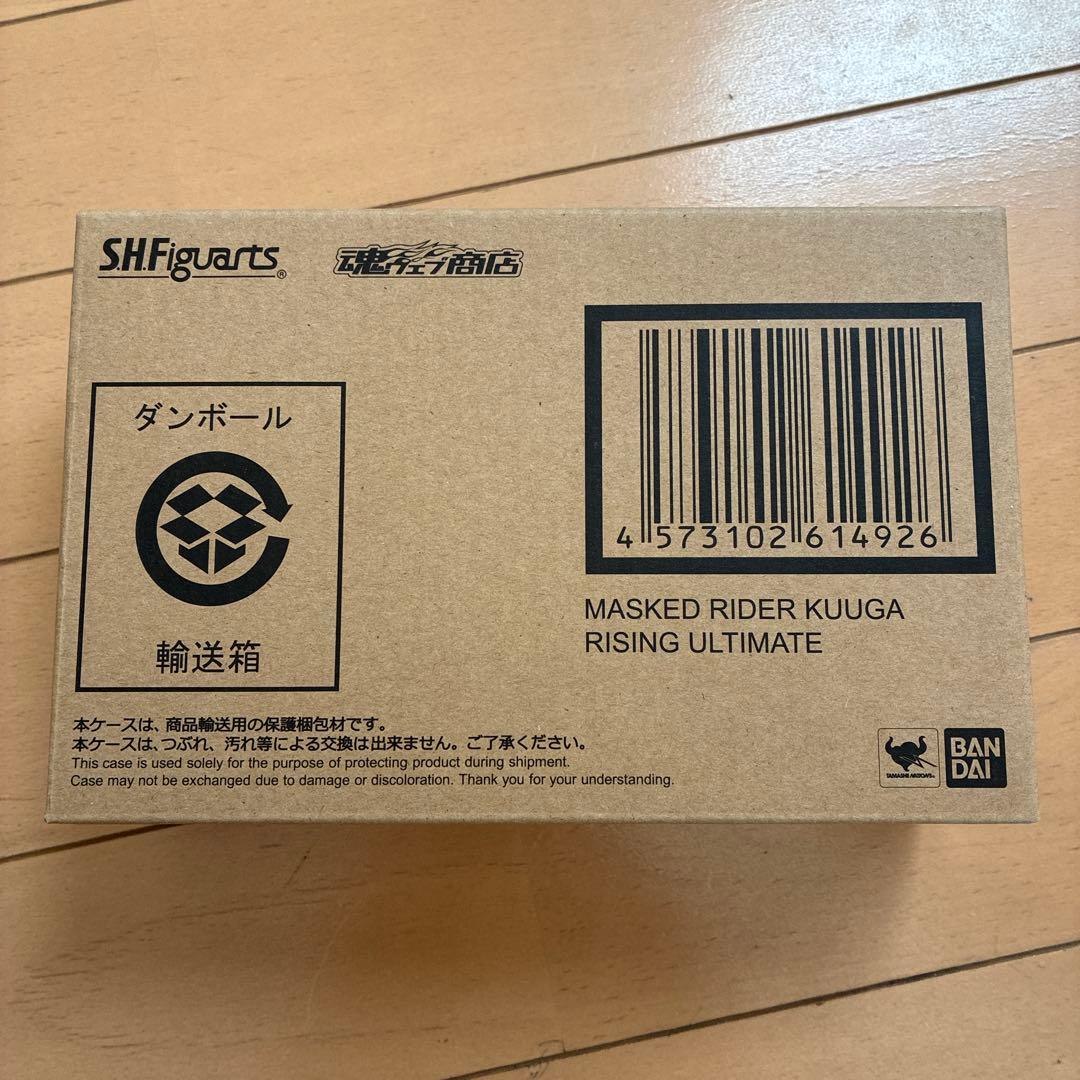 S.H.Figuarts®
魂ウェブ商店
ダンボール
輸送箱
4 573102 614926
MASKED RIDER KUUGA
RISING ULTIMATE
本ケースは、商品輸送用の保護梱包材です。
本ケースは、つぶれ、汚れ等による交換は出来ません。ご了承ください。
This case is used solely for the purpose of protecting product during shipment.
Case may not be exchanged due to damage or discoloration. Thank you for your understanding.
TAMASHII NATIONS
BAN
DAI